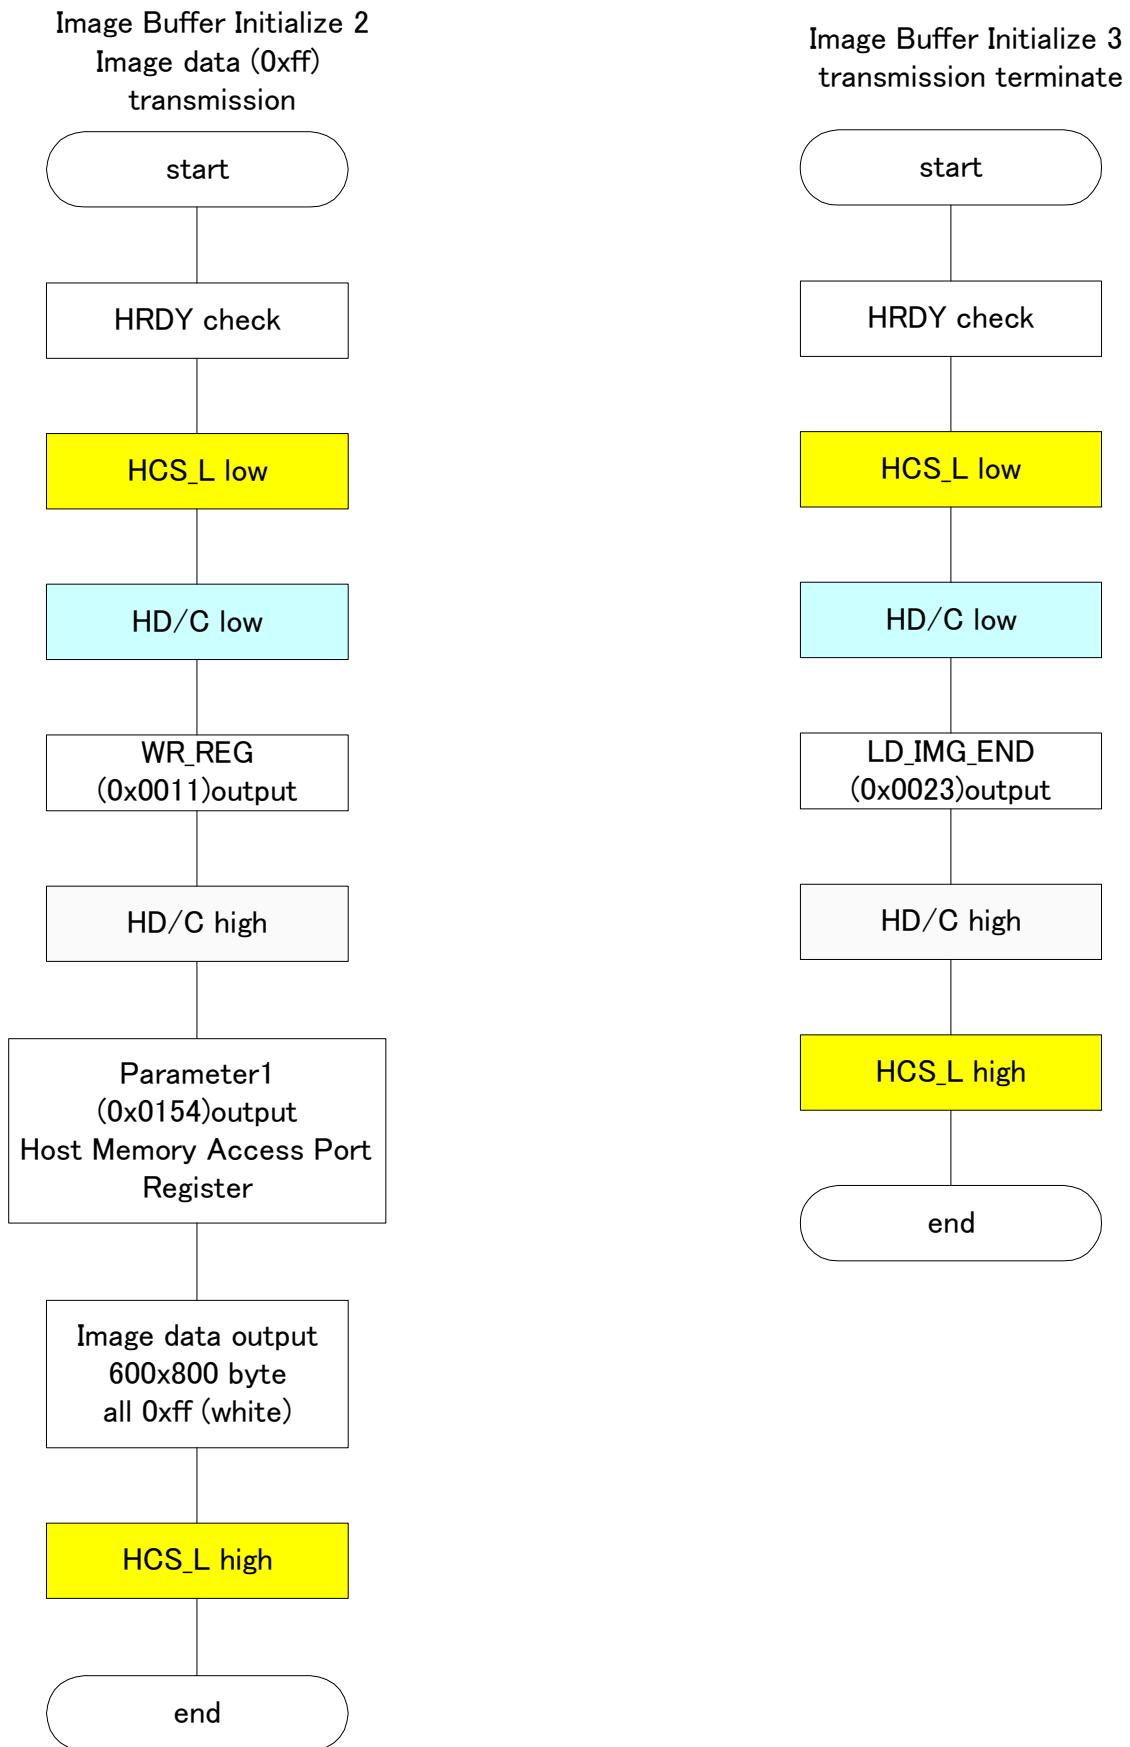 Image Buffer Initialize 2
Image data (0xff)
transmission
start
HRDY check
HCS_L low
HD/C low
WR_REG
(0x0011)output
HD/C high
Parameter1
(0x0154)output
Host Memory Access Port
Register
Image data output
600x800 byte
all 0xff (white)
HCS_L high
end
Image Buffer Initialize 3
transmission terminate
start
HRDY check
HCS_L low
HD/C low
LD_IMG_END
(0x0023)output
HD/C high
HCS_L high
end